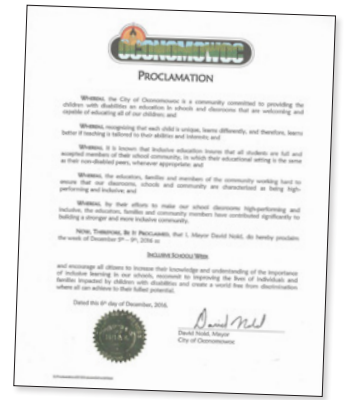 OCONOMOWOC
PROCLAMATION
WHEREAS, the City of Oconomowoc is a community committed to providing the
children with disabilities an education in schools and classrooms that are welcoming and
capable of educating all of our children; and
WHEREAS, recognizing that each child is unique, learns differently, and therefore, learns
better if teaching is tailored to their abilities and interests; and
WHEREAS, it is known that inclusive education insures that all students are full and
accepted members of their school community, in which their educational setting is the same
as their non-disabled peers, whenever appropriate; and
WHEREAS, the educators, families and members of the community working hard to
ensure that our classrooms, schools and community are characterized as being high-
performing and inclusive; and
WHEREAS, by their efforts to make our school classrooms high-performing and
inclusive, the educators, families and community members have contributed significantly to
building a stronger and more inclusive community.
NOW, THEREFORE, BE IT PROCLAIMED, that I, Mayor David Nold, do hereby proclaim
the week of December 5th – 9th, 2016 as
INCLUSIVE SCHOOLS WEEK
and encourage all citizens to increase their knowledge and understanding of the importance
of inclusive learning in our schools, recommit to improving the lives of individuals and
families impacted by children with disabilities and create a world free from discrimination
where all can achieve to their fullest potential.
Dated this 6th day of December, 2016.
David Nold
David Nold, Mayor
City of Oconomowoc